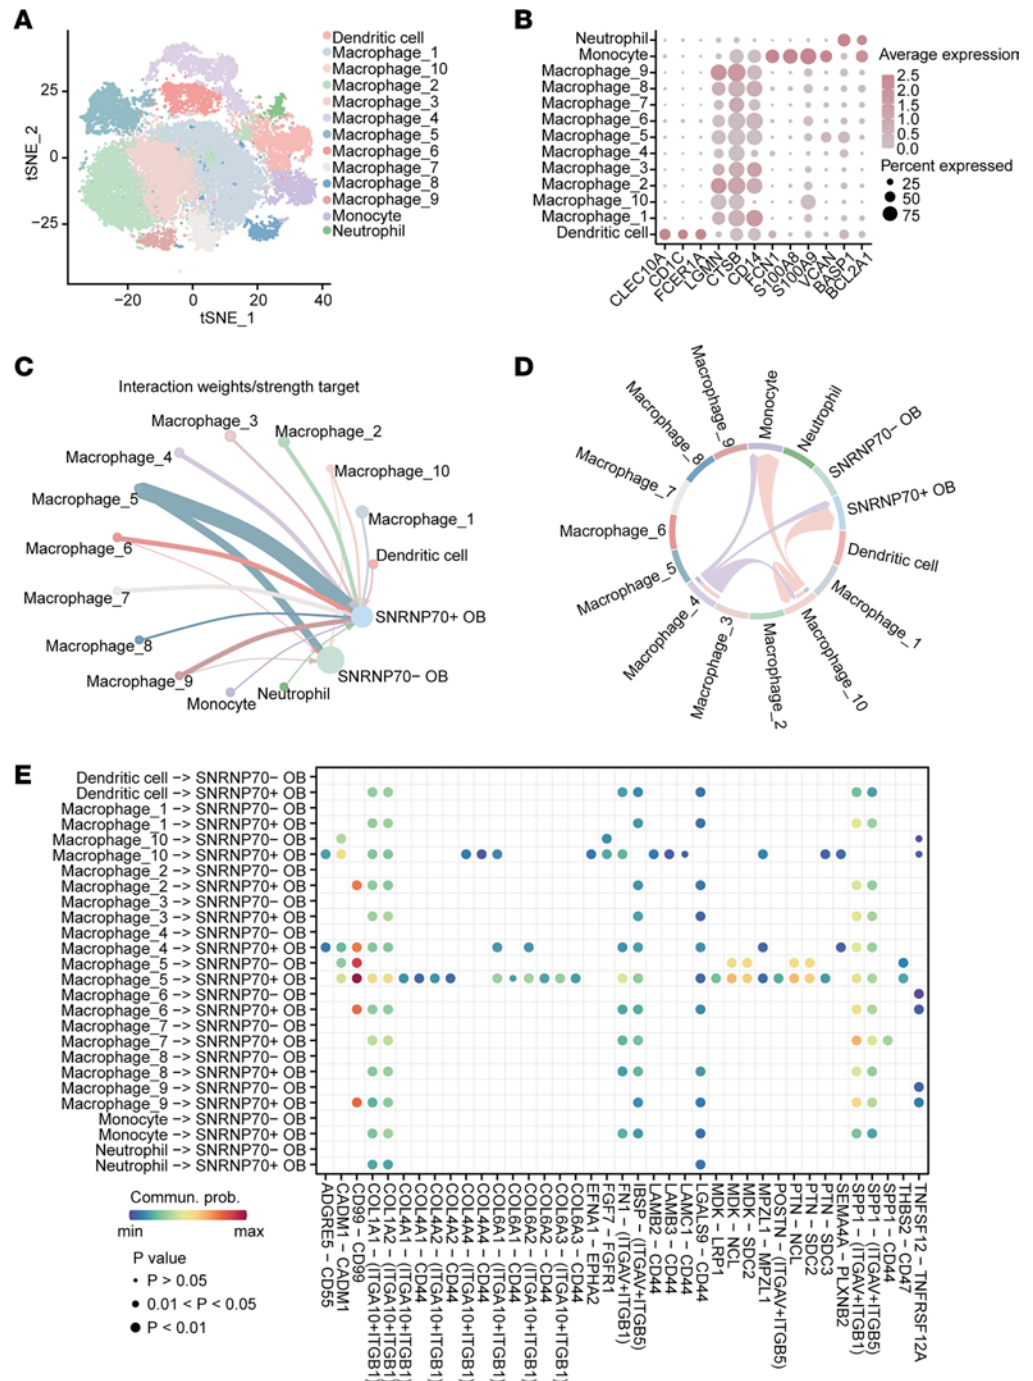 A
tSNE_2
25
0
−25
−20
0
20
40
tSNE_1
Dendritic cell
Macrophage_1
Macrophage_10
Macrophage_2
Macrophage_3
Macrophage_4
Macrophage_5
Macrophage_6
Macrophage_7
Macrophage_8
Macrophage_9
Monocyte
Neutrophil
B
Neutrophil
Monocyte
Macrophage_9
Macrophage_8
Macrophage_7
Macrophage_6
Macrophage_5
Macrophage_4
Macrophage_3
Macrophage_2
Macrophage_10
Macrophage_1
Dendritic cell
CLEC10A
CD1C
FCER1A
LGMN
CTSB
CD14
FCN1
S100A8
S100A9
VCAN
BASP1
BCL2A1
Average expression
2.5
2.0
1.5
1.0
0.5
0.0
Percent expressed
25
50
75
C
Interaction weights/strength target
Macrophage_3
Macrophage_2
Macrophage_4
Macrophage_10
Macrophage_5
Macrophage_1
Macrophage_6
Dendritic cell
Macrophage_7
SNRNP70+ OB
Macrophage_8
SNRNP70− OB
Macrophage_9
Monocyte
Neutrophil
D
Monocyte
Neutrophil
SNRNP70− OB
SNRNP70+ OB
Dendritic cell
Macrophage_1
Macrophage_10
Macrophage_2
Macrophage_3
Macrophage_4
Macrophage_5
Macrophage_6
Macrophage_7
Macrophage_8
Macrophage_9
E
Dendritic cell −> SNRNP70− OB
Dendritic cell −> SNRNP70+ OB
Macrophage_1 −> SNRNP70− OB
Macrophage_1 −> SNRNP70+ OB
Macrophage_10 −> SNRNP70− OB
Macrophage_10 −> SNRNP70+ OB
Macrophage_2 −> SNRNP70− OB
Macrophage_2 −> SNRNP70+ OB
Macrophage_3 −> SNRNP70− OB
Macrophage_3 −> SNRNP70+ OB
Macrophage_4 −> SNRNP70− OB
Macrophage_4 −> SNRNP70+ OB
Macrophage_5 −> SNRNP70− OB
Macrophage_5 −> SNRNP70+ OB
Macrophage_6 −> SNRNP70− OB
Macrophage_6 −> SNRNP70+ OB
Macrophage_7 −> SNRNP70− OB
Macrophage_7 −> SNRNP70+ OB
Macrophage_8 −> SNRNP70− OB
Macrophage_8 −> SNRNP70+ OB
Macrophage_9 −> SNRNP70− OB
Macrophage_9 −> SNRNP70+ OB
Monocyte −> SNRNP70− OB
Monocyte −> SNRNP70+ OB
Neutrophil −> SNRNP70− OB
Neutrophil −> SNRNP70+ OB
ADGRE5 − CD55
CADM1 − CADM1
CD99 − CD99
COL1A1 − (ITGA10+ITGB1)
COL1A2 − (ITGA10+ITGB1)
COL4A1 − (ITGA10+ITGB1)
COL4A1 − CD44
COL4A2 − (ITGA10+ITGB1)
COL4A2 − CD44
COL4A4 − (ITGA10+ITGB1)
COL4A4 − CD44
COL6A1 − (ITGA10+ITGB1)
COL6A1 − CD44
COL6A2 − (ITGA10+ITGB1)
COL6A2 − CD44
COL6A3 − (ITGA10+ITGB1)
COL6A3 − CD44
EFNA1 − EPHA2
FGF7 − FGFR1
FN1 − (ITGAV+ITGB1)
IBSP − (ITGAV+ITGB5)
LAMB2 − CD44
LAMB3 − CD44
LAMC1 − CD44
LGALS9 − CD44
MDK − LRP1
MDK − NCL
MDK − SDC2
MPZL1 − MPZL1
POSTN − (ITGAV+ITGB5)
PTN − NCL
PTN − SDC2
PTN − SDC3
SEMA4A − PLXNB2
SPP1 − (ITGAV+ITGB1)
SPP1 − (ITGAV+ITGB5)
SPP1 − CD44
THBS2 − CD47
TNFSF12 − TNFRSF12A
Commun. prob.
min
max
P value
P > 0.05
0.01 < P < 0.05
P < 0.01